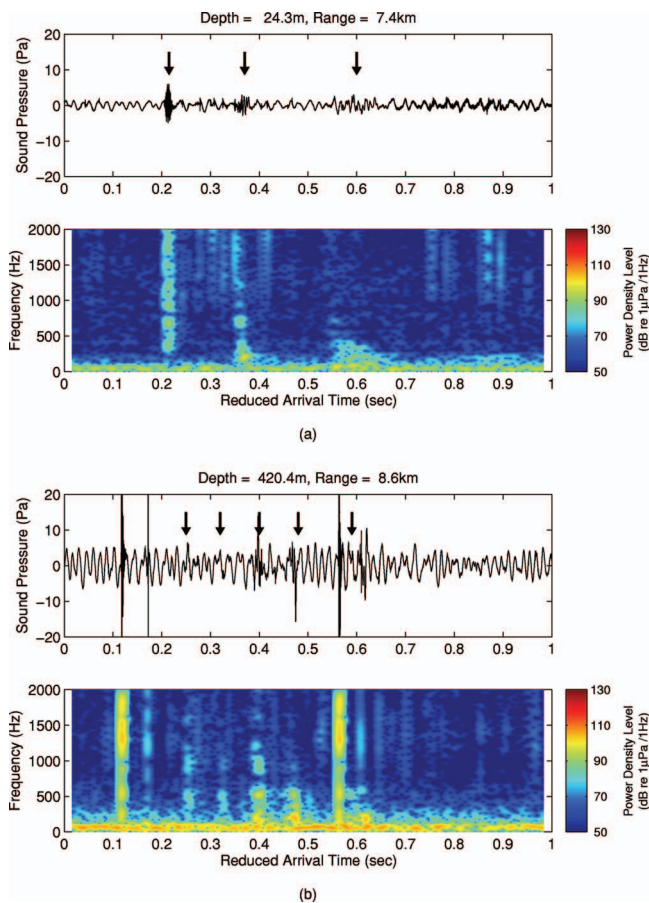 Depth = 24.3m, Range = 7.4km
Sound Pressure (Pa)
20
10
0
−10
−20
0 0.1 0.2 0.3 0.4 0.5 0.6 0.7 0.8 0.9 1
Frequency (Hz)
2000
1500
1000
500
0
0 0.1 0.2 0.3 0.4 0.5 0.6 0.7 0.8 0.9 1
Reduced Arrival Time (sec)
130
110
90
70
50
Power Density Level
(dB re 1µPa /1Hz)
(a)
Depth = 420.4m, Range = 8.6km
Sound Pressure (Pa)
20
10
0
−10
−20
0 0.1 0.2 0.3 0.4 0.5 0.6 0.7 0.8 0.9 1
Frequency (Hz)
2000
1500
1000
500
0
0 0.1 0.2 0.3 0.4 0.5 0.6 0.7 0.8 0.9 1
Reduced Arrival Time (sec)
130
110
90
70
50
Power Density Level
(dB re 1µPa /1Hz)
(b)